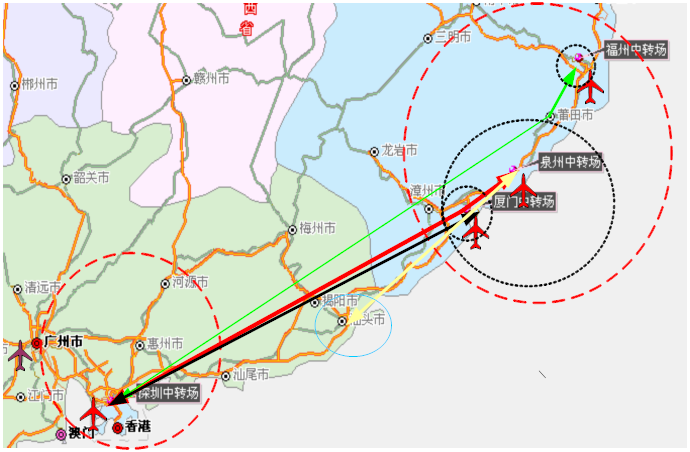 西
省
三明市
福州中转场
赣州市
郴州市
莆田市
龙岩市
泉州中转场
韶关市
漳州市
厦门中转场
梅州市
清远市
河源市
揭阳市
汕头市
广州市
惠州市
汕尾市
深圳中转场
江门市
香港
澳门